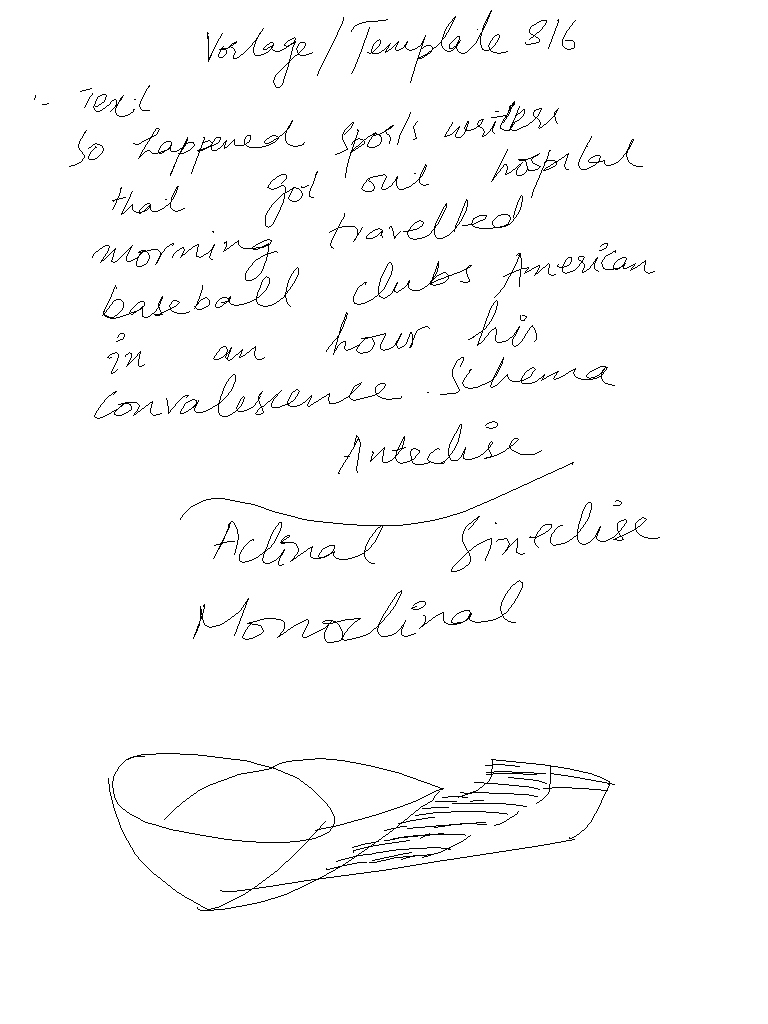 Vorlage/Template 816
:- Text
So happened sports writers
that got out hospital
morning travelled
baseball clubs American
in an hour his
convalescence. Schema
Anteclise
Aclinal Sineclise
Monoclinal